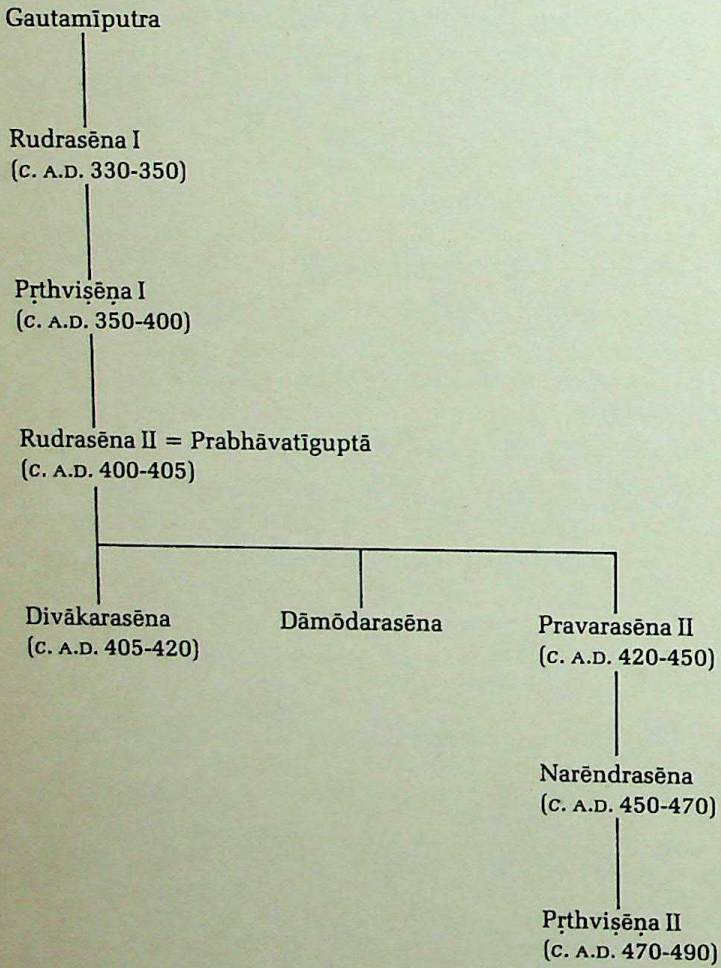 Gautamīputra
Rudrasēna I
(C. A.D. 330-350)
Pṛthviṣēṇa I
(C. A.D. 350-400)
Rudrasēna II = Prabhāvatīguptā
(C. A.D. 400-405)
Divākarasēna
(C. A.D. 405-420)
Dāmōdarasēna
Pravarasēna II
(C. A.D. 420-450)
Narēndrasēna
(C. A.D. 450-470)
Pṛthviṣēṇa II
(C. A.D. 470-490)